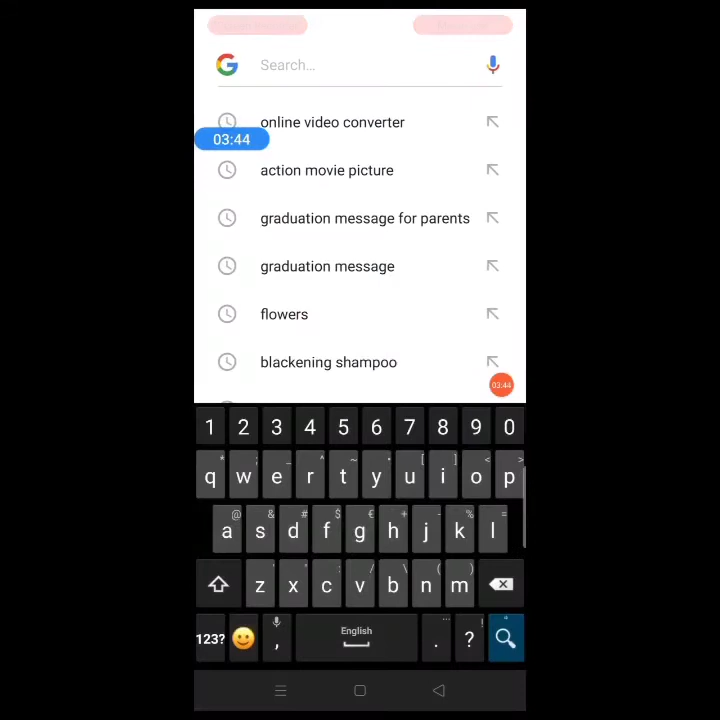 Search...
online video converter
03:44
action movie picture
graduation message for parents
graduation message
flowers
blackening shampoo
03:44
1 2 3 4 5 6 7 8 9 0
q w e r t y u i o p
a s d f g h j k l
z x c v b n m
123? , English . ?